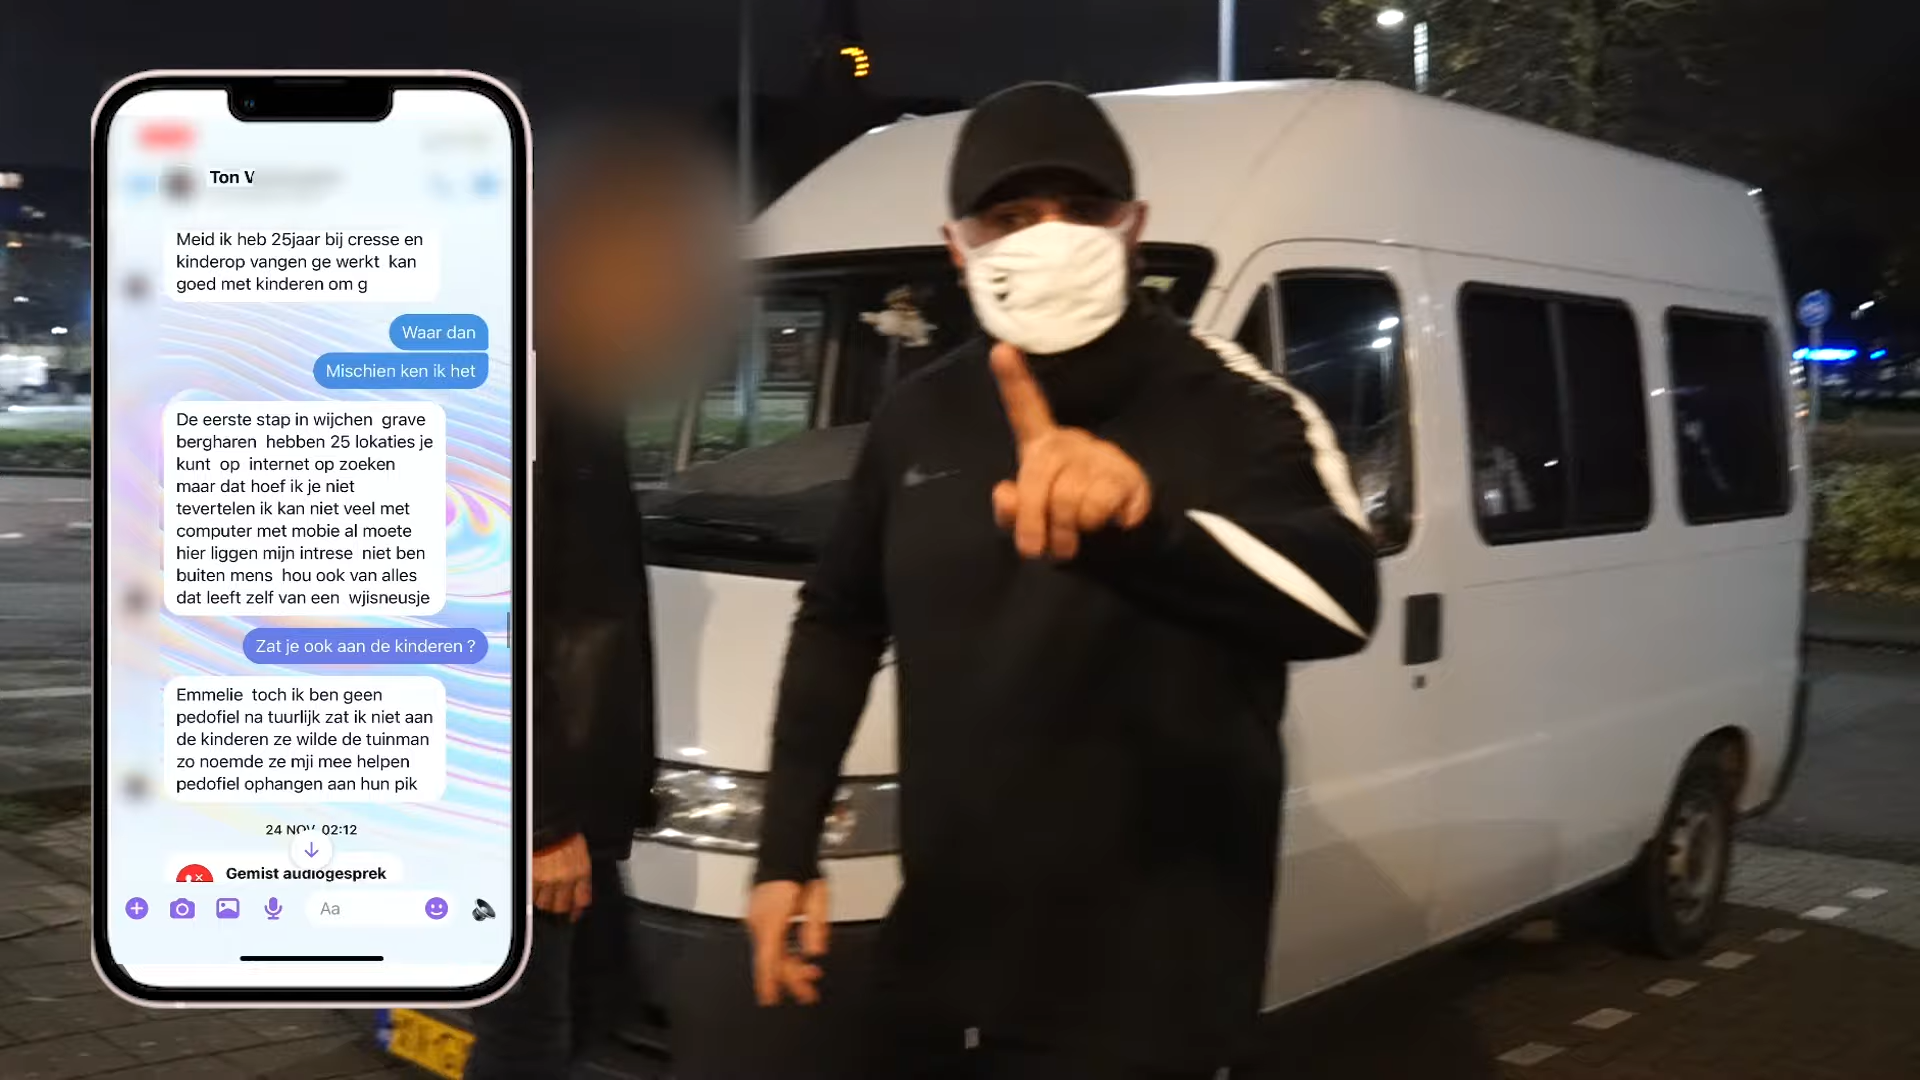 Ton V
Meid ik heb 25jaar bij cresse en
kinderop vangen ge werkt kan
goed met kinderen om g
Waar dan
Mischien ken ik het
De eerste stap in wijchen grave
bergharen hebben 25 lokaties je
kunt op internet op zoeken
maar dat hoef ik je niet
tevertelen ik kan niet veel met
computer met mobie al moete
hier liggen mijn intrese niet ben
buiten mens hou ook van alles
dat leeft zelf van een wjisneusje
Zat je ook aan de kinderen ?
Emmelie toch ik ben geen
pedofiel na tuurlijk zat ik niet aan
de kinderen ze wilde de tuinman
zo noemde ze mji mee helpen
pedofiel ophangen aan hun pik
24 NOV 02:12
Gemist audiogesprek
Aa